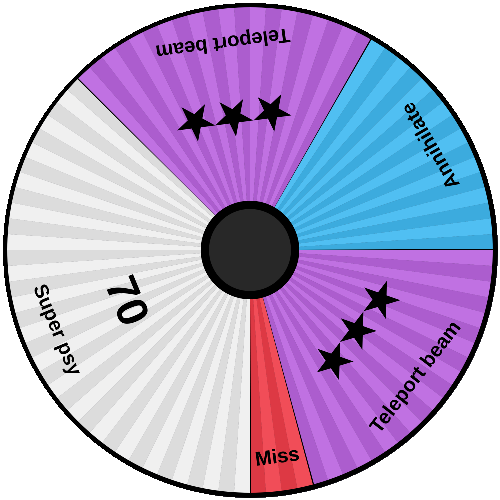 Teleport beam
★★★
Annihilate
★★★
Teleport beam
70
Super psy
Miss